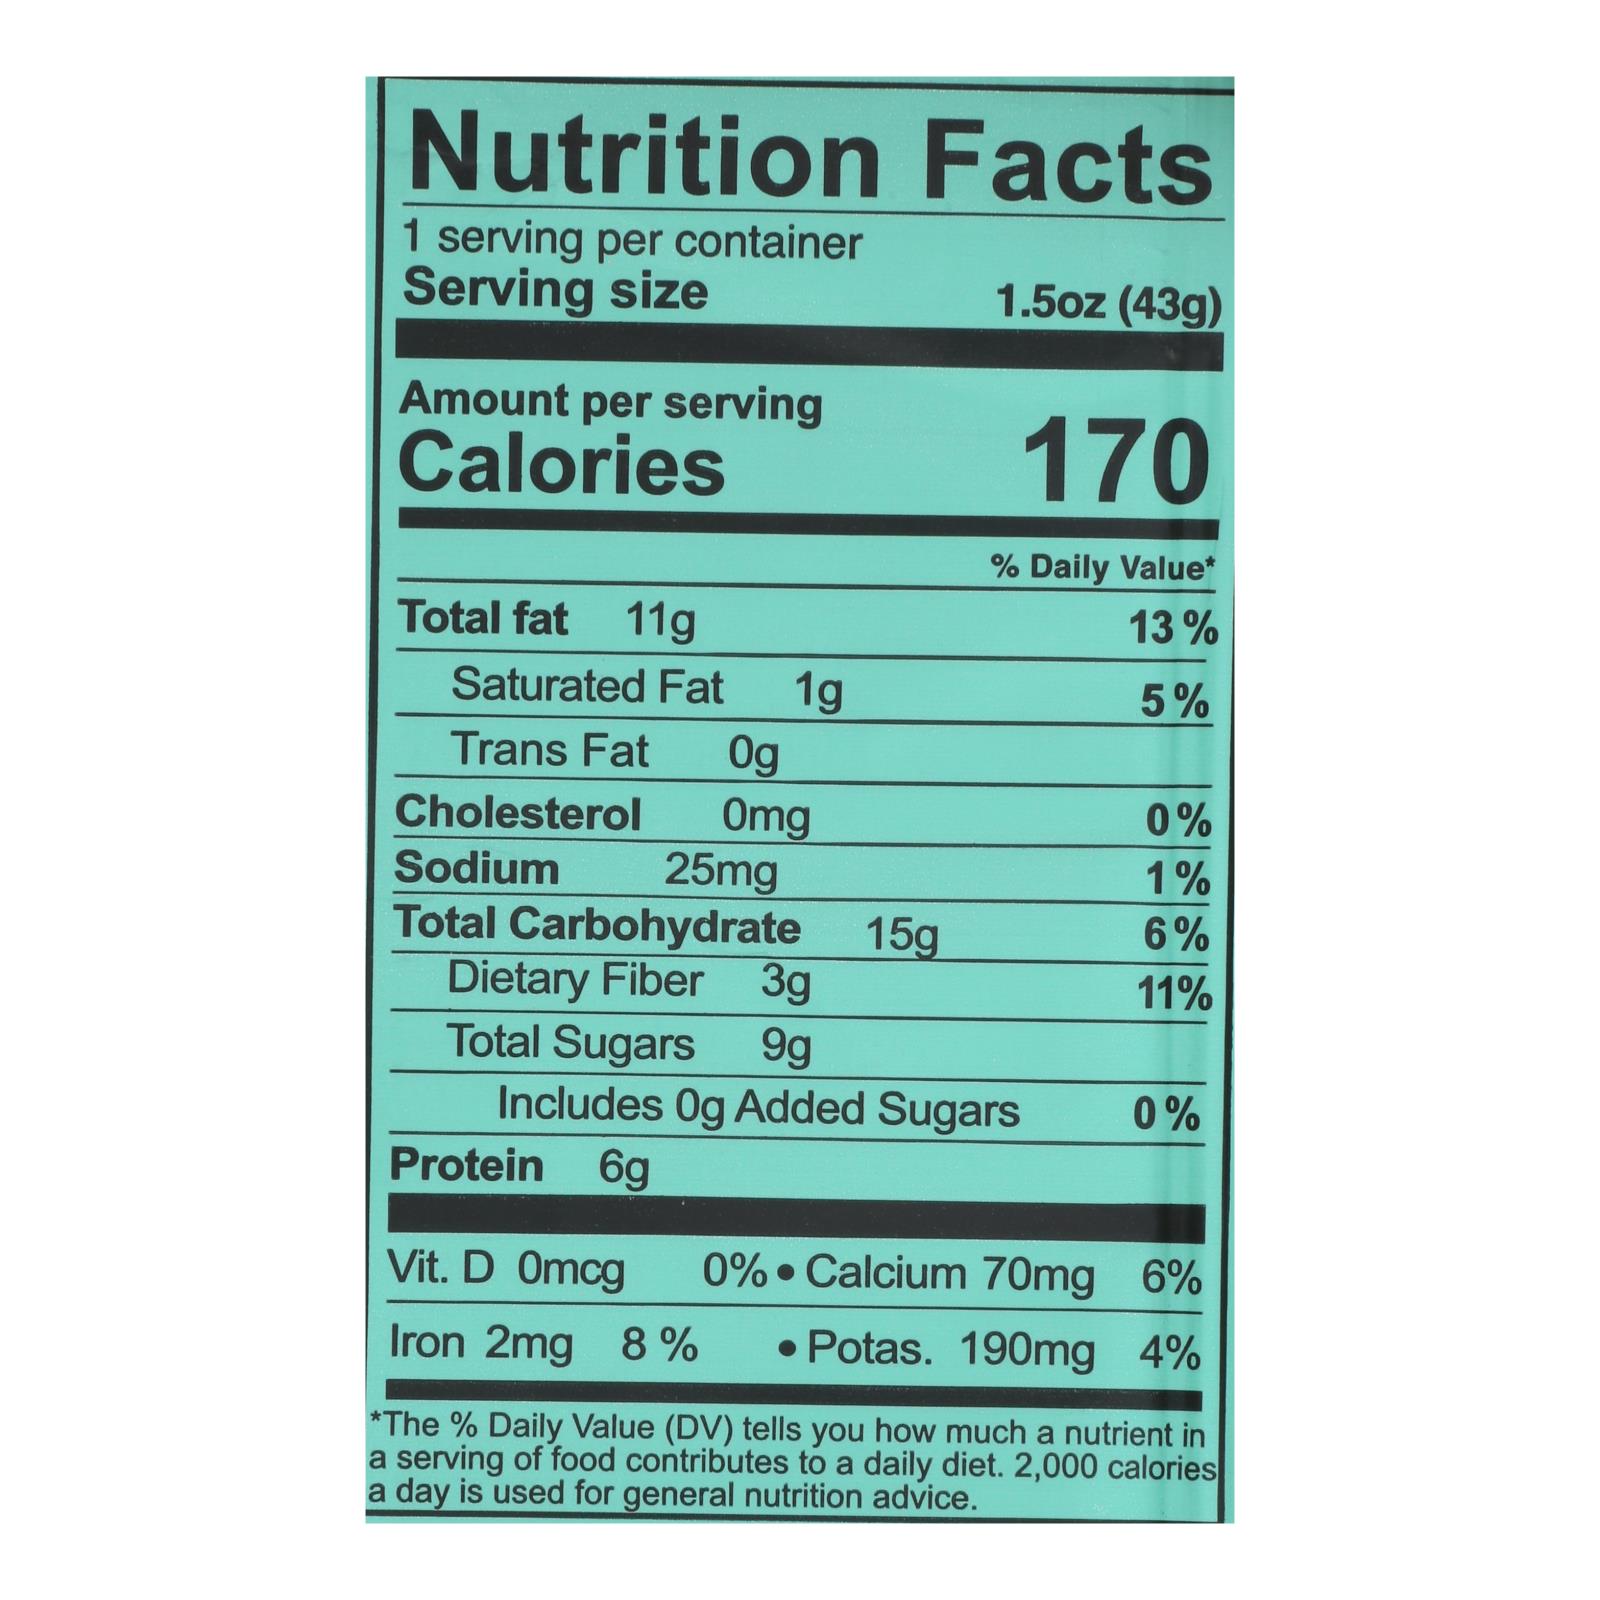 Nutrition Facts
1 serving per container
Serving size 1.5oz (43g)
Amount per serving
Calories 170
% Daily Value*
Total fat 11g 13 %
Saturated Fat 1g 5 %
Trans Fat 0g
Cholesterol 0mg 0 %
Sodium 25mg 1 %
Total Carbohydrate 15g 6 %
Dietary Fiber 3g 11%
Total Sugars 9g
Includes 0g Added Sugars 0 %
Protein 6g
Vit. D 0mcg 0% • Calcium 70mg 6%
Iron 2mg 8 % • Potas. 190mg 4%
*The % Daily Value (DV) tells you how much a nutrient in
a serving of food contributes to a daily diet. 2,000 calories
a day is used for general nutrition advice.